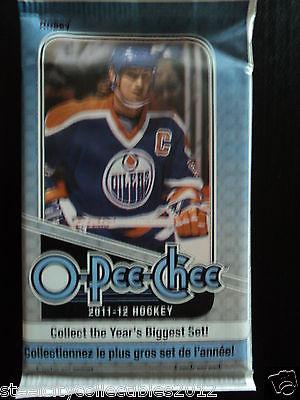 Hobby
C
OILERS
O-Pee-Chee
2011-12 HOCKEY
Collect the Year's Biggest Set!
Collectionnez le plus gros set de l'année!
steelcitycollectibles2012